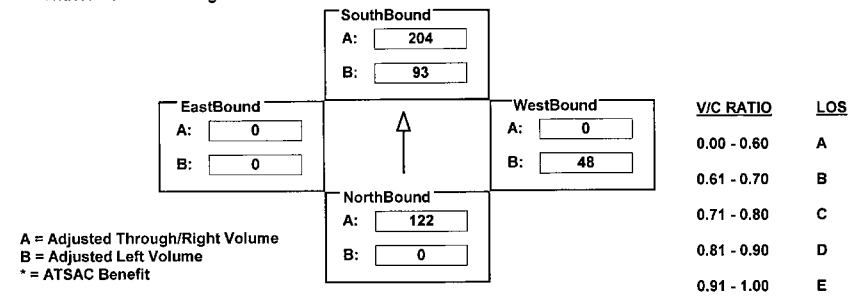 SouthBound
A: 204
B: 93
EastBound
A: 0
B: 0
WestBound
A: 0
B: 48
NorthBound
A: 122
B: 0
A = Adjusted Through/Right Volume
B = Adjusted Left Volume
* = ATSAC Benefit
V/C RATIO LOS
0.00 - 0.60 A
0.61 - 0.70 B
0.71 - 0.80 C
0.81 - 0.90 D
0.91 - 1.00 E